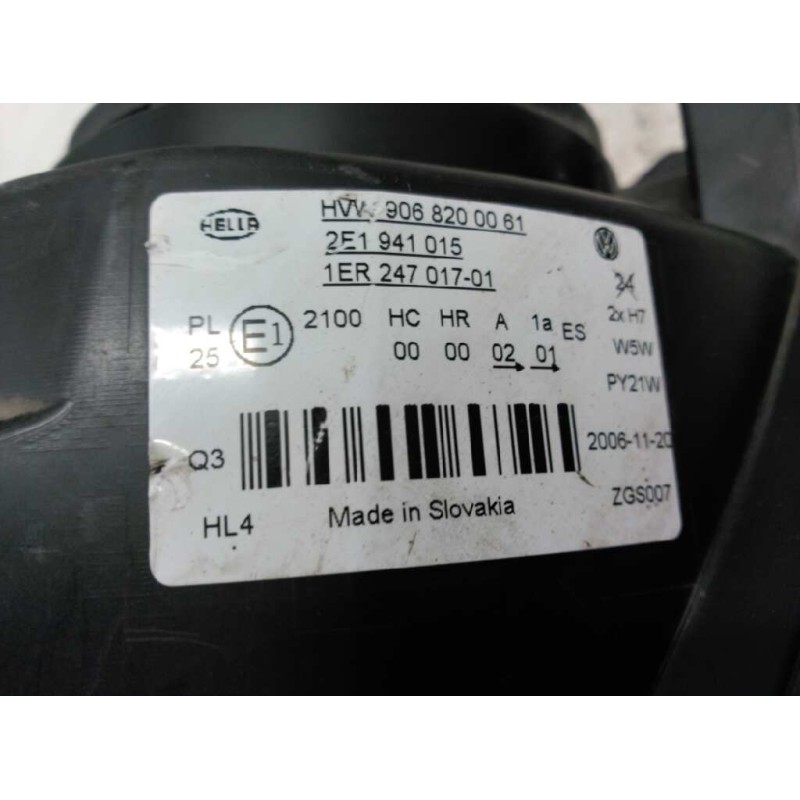 HELLA
HVW 906 820 00 61
2E1 941 015
1ER 247 017-01
24
2x H7
W5W
PY21W
PL 25 E1 2100 HC HR A 1a ES
00 00 02 01
Q3
2006-11-20
HL4
Made in Slovakia
ZGS007